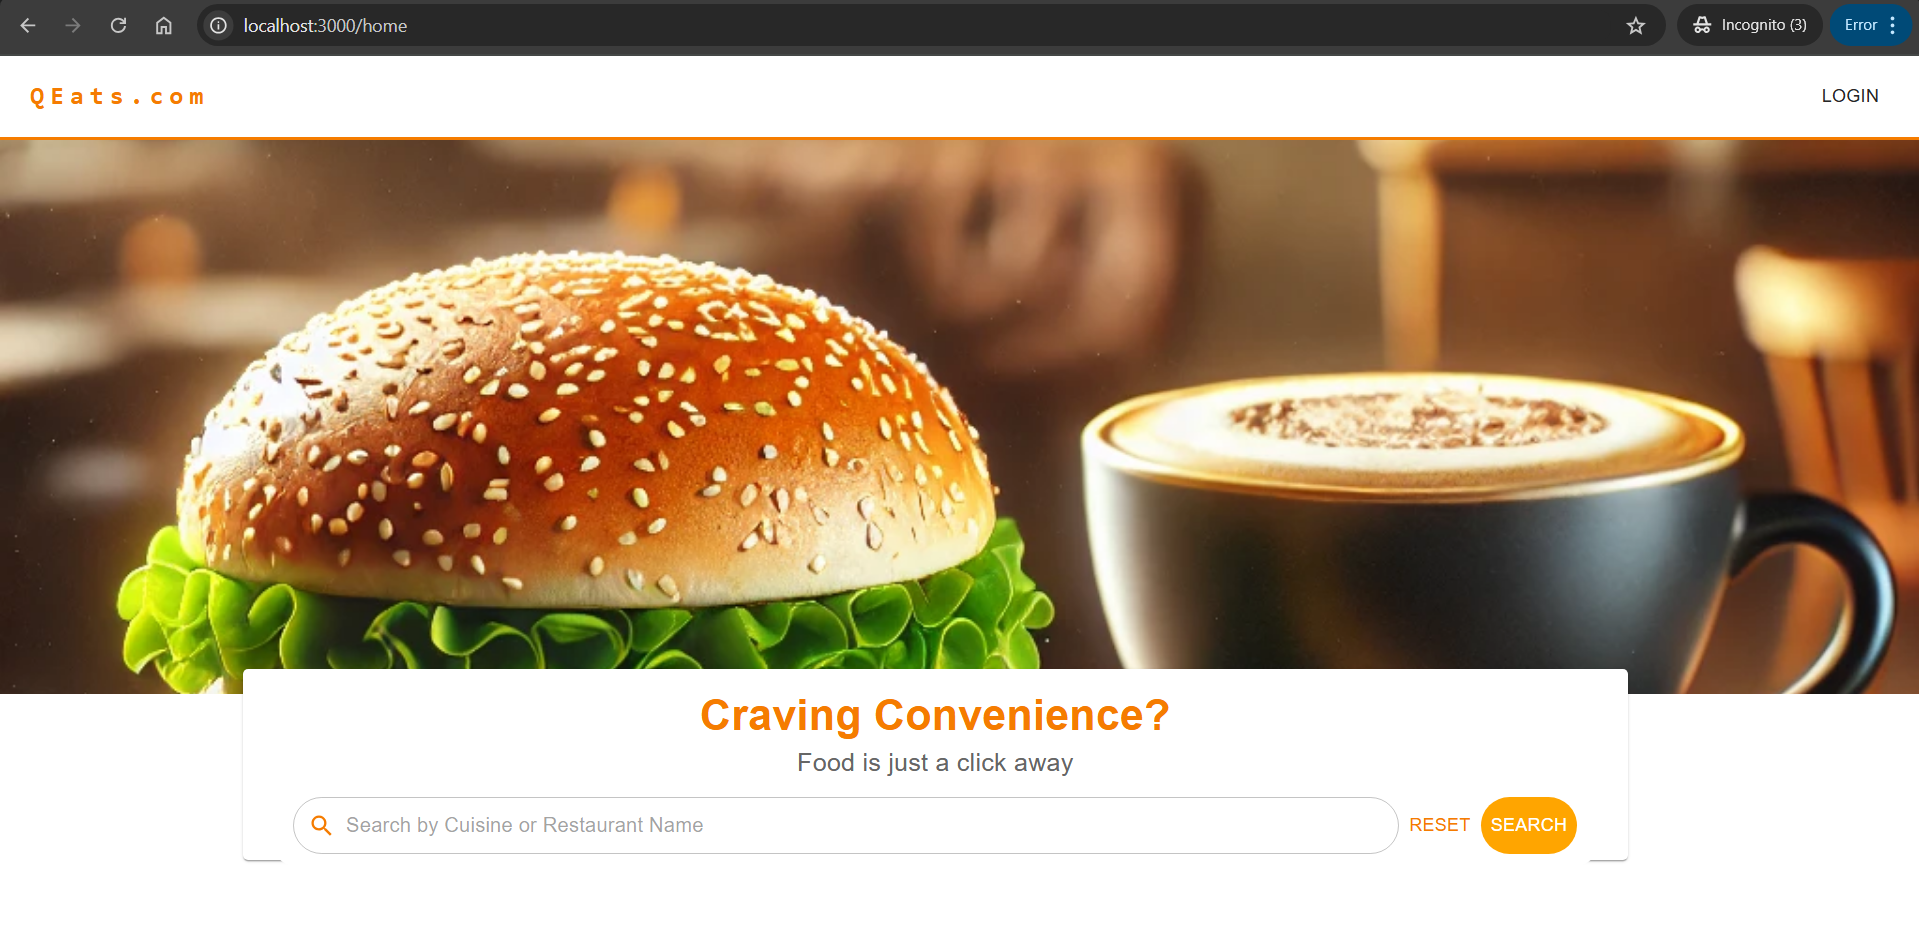 localhost:3000/home
Incognito (3)
Error
QEats.com
LOGIN
Craving Convenience?
Food is just a click away
Search by Cuisine or Restaurant Name
RESET
SEARCH